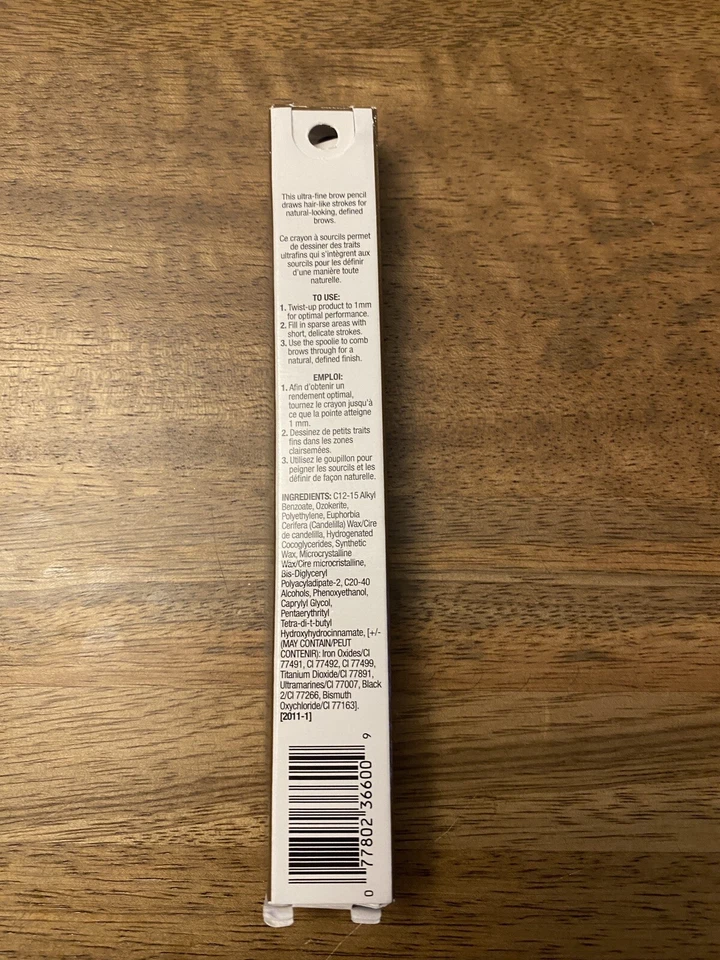 This ultra-fine brow pencil
draws hair-like strokes for
natural-looking, defined
brows.
Ce crayon à sourcils permet
de dessiner des traits
ultrafins qui s'intègrent aux
sourcils pour les définir
d'une manière toute
naturelle.
TO USE:
1. Twist-up product to 1mm
for optimal performance.
2. Fill in sparse areas with
short, delicate strokes.
3. Use the spoolie to comb
brows through for a
natural, defined finish.
EMPLOI:
1. Afin d'obtenir un
rendement optimal,
tournez le crayon jusqu'à
ce que la pointe atteigne
1 mm.
2. Dessinez de petits traits
fins dans les zones
clairsemées.
3. Utilisez le goupillon pour
peigner les sourcils et les
définir de façon naturelle.
INGREDIENTS: C12-15 Alkyl
Benzoate, Ozokerite,
Polyethylene, Euphorbia
Cerifera (Candelilla) Wax/Cire
de candelilla, Hydrogenated
Cocoglycerides, Synthetic
Wax, Microcrystalline
Wax/Cire microcristalline,
Bis-Diglyceryl
Polyacyladipate-2, C20-40
Alcohols, Phenoxyethanol,
Caprylyl Glycol,
Pentaerythrityl
Tetra-di-t-butyl
Hydroxyhydrocinnamate, [+/-
(MAY CONTAIN/PEUT
CONTENIR): Iron Oxides/CI
77491, CI 77492, CI 77499,
Titanium Dioxide/CI 77891,
Ultramarines/CI 77007, Black
2/CI 77266, Bismuth
Oxychloride/CI 77163].
[2011-1]
0 77802 36600 9